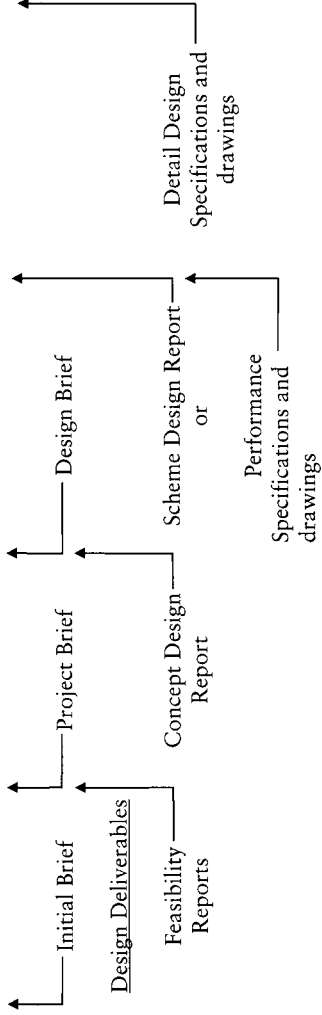 Initial Brief
Project Brief
Design Brief
Design Deliverables
Feasibility
Reports
Concept Design
Report
Scheme Design Report
or
Performance
Specifications and
drawings
Detail Design
Specifications and
drawings